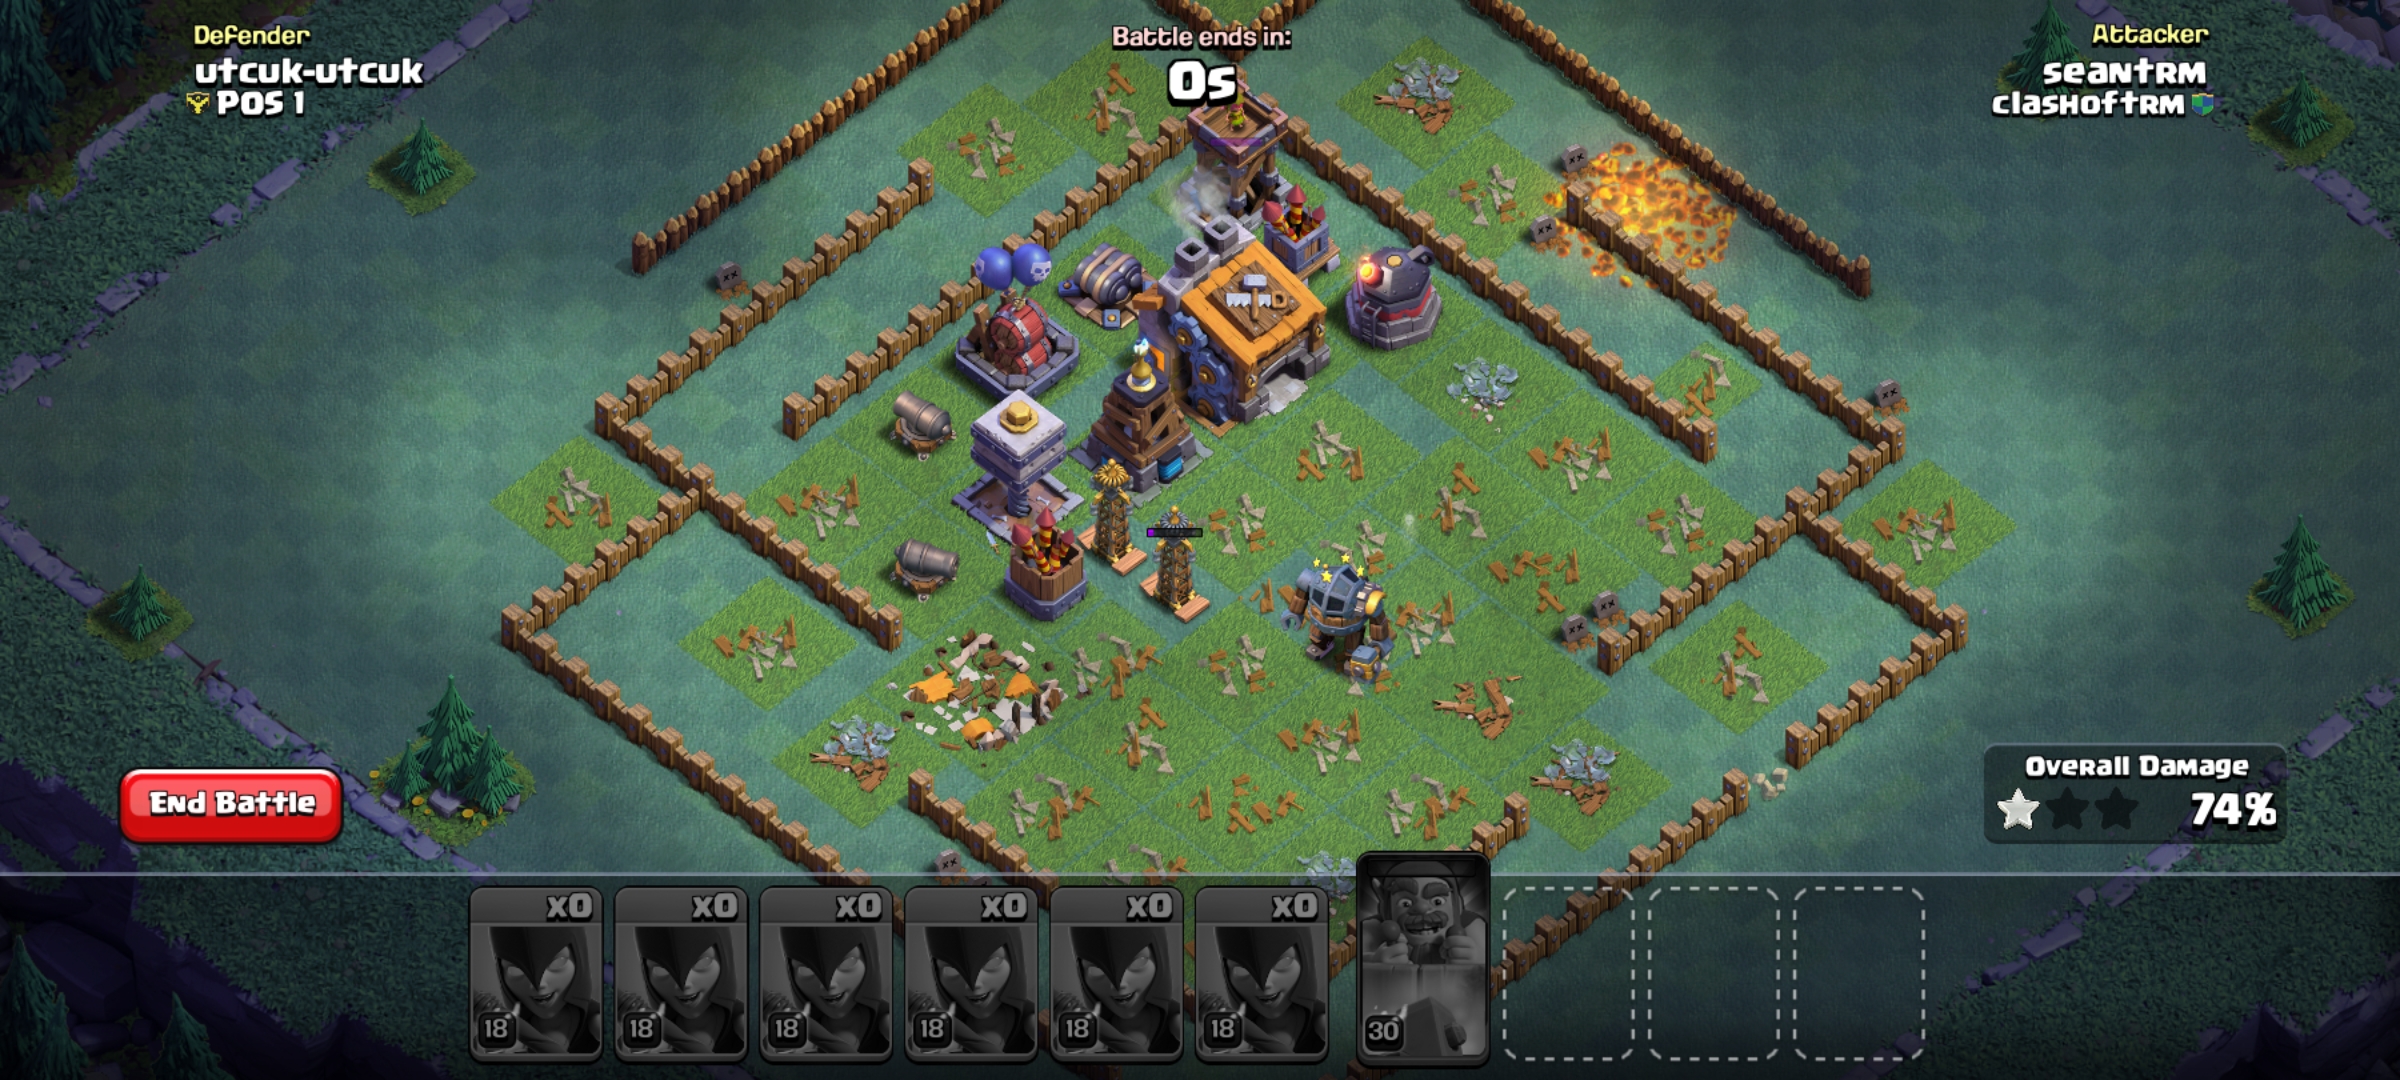 Defender
utcuk-utcuk
POS 1
Battle ends in:
0s
Attacker
seantRM
clashoftRM
End Battle
Overall Damage
74%
x0
x0
x0
x0
x0
x0
18
18
18
18
18
18
30